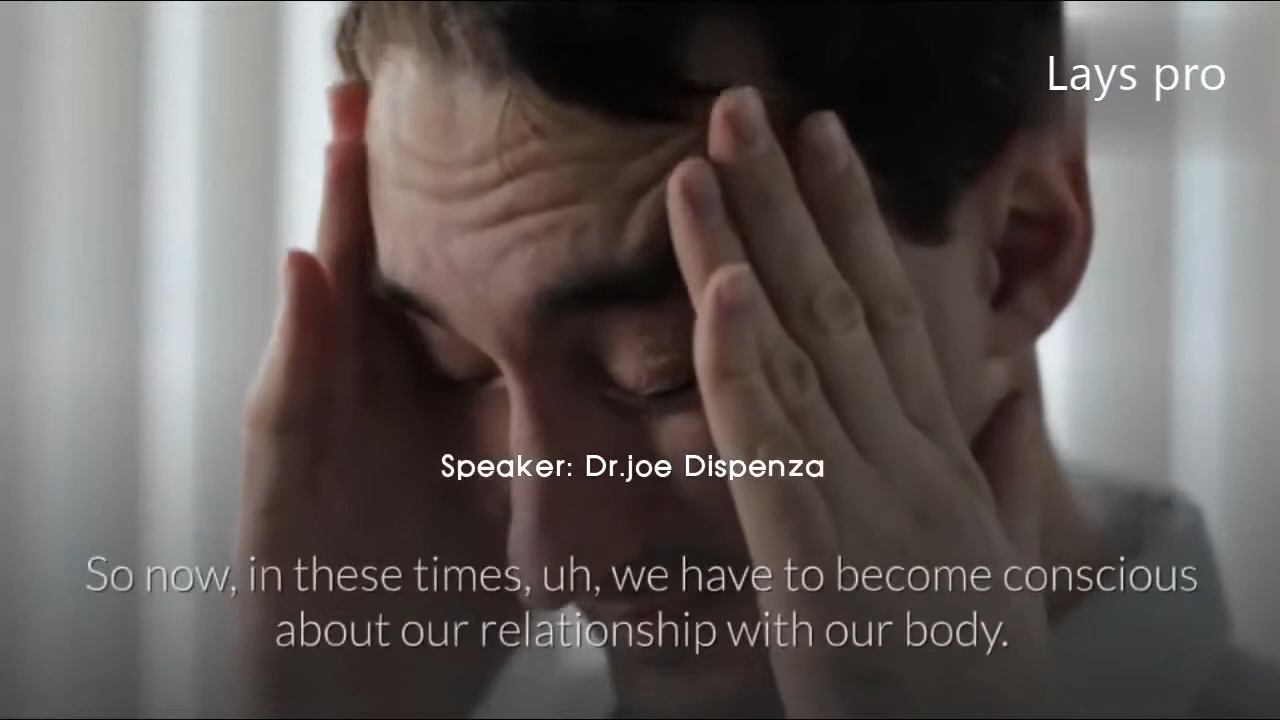 Lays pro
Speaker: Dr.joe Dispenza
So now, in these times, uh, we have to become conscious
about our relationship with our body.